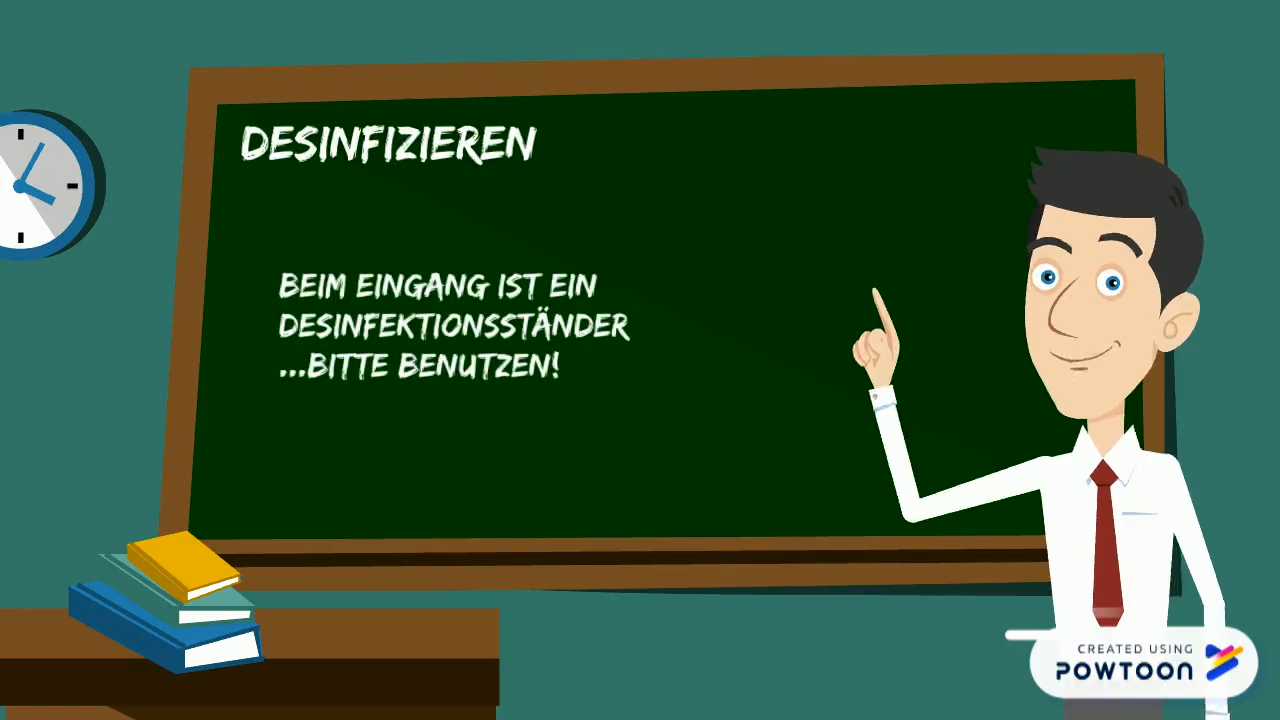 DESINFIZIEREN
BEIM EINGANG IST EIN
DESINFEKTIONSSTÄNDER
...BITTE BENUTZEN!
CREATED USING
POWTOON